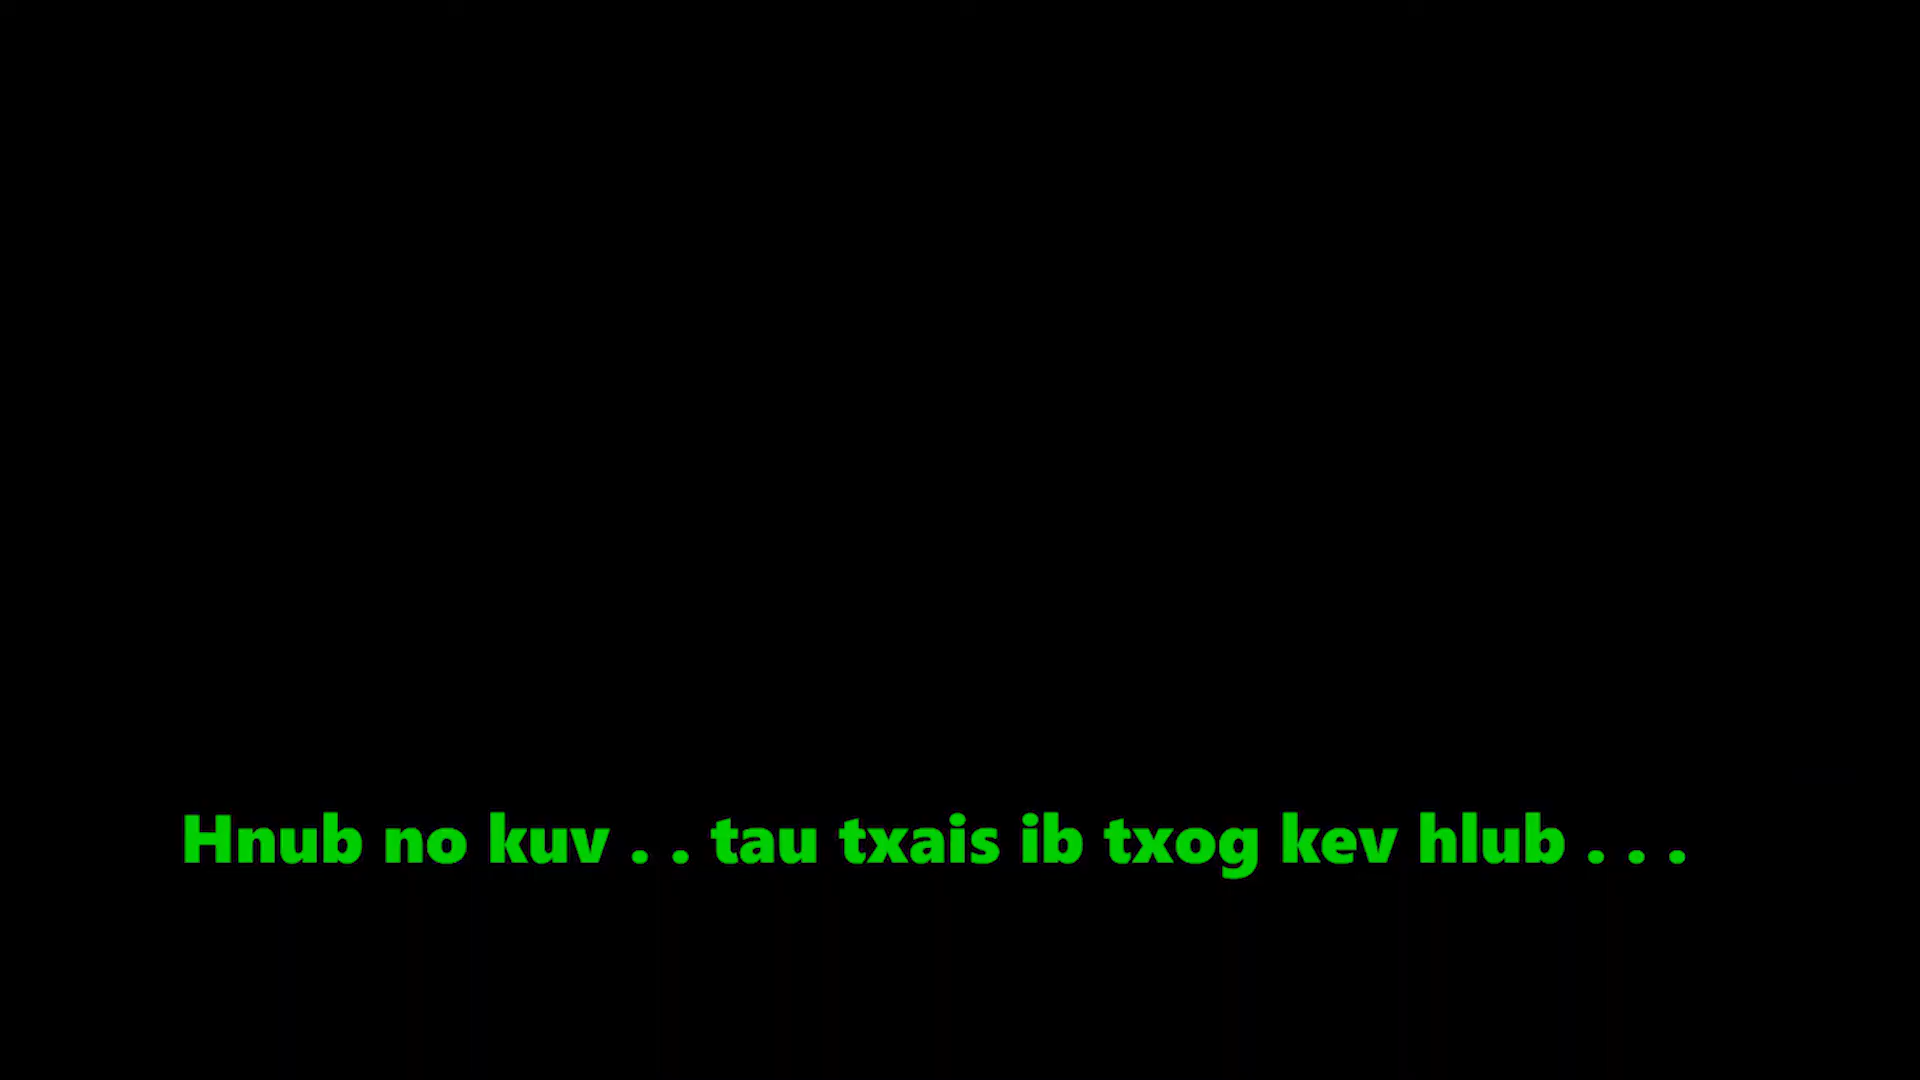 Hnub no kuv . . tau txais ib txog kev hlub . . .